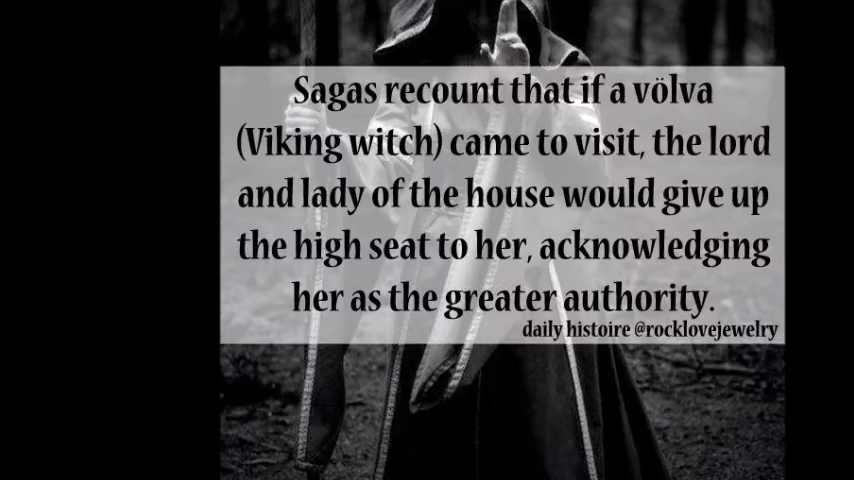 Sagas recount that if a völva
(Viking witch) came to visit, the lord
and lady of the house would give up
the high seat to her, acknowledging
her as the greater authority.
daily histoire @rocklovejewelry